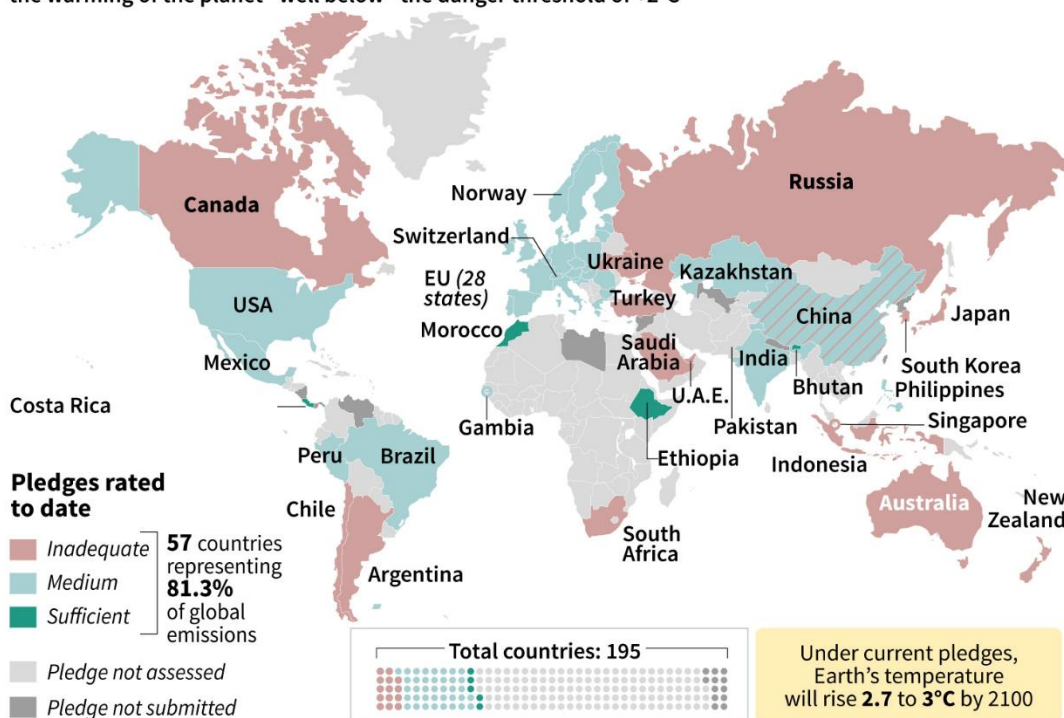 the warming of the planet "well below" the danger threshold of +2°C
Canada
Russia
Norway
Switzerland
Ukraine
Kazakhstan
EU (28
states)
USA
Turkey
China
Japan
Morocco
Mexico
Saudi
Arabia
India
South Korea
Bhutan
Philippines
Costa Rica
U.A.E.
Gambia
Pakistan
Singapore
Peru
Brazil
Ethiopia
Indonesia
Chile
Australia
New
Zealand
South
Africa
Argentina
Pledges rated
to date
Inadequate
Medium
Sufficient
57 countries
representing
81.3%
of global
emissions
Pledge not assessed
Pledge not submitted
Total countries: 195
Under current pledges,
Earth's temperature
will rise 2.7 to 3°C by 2100